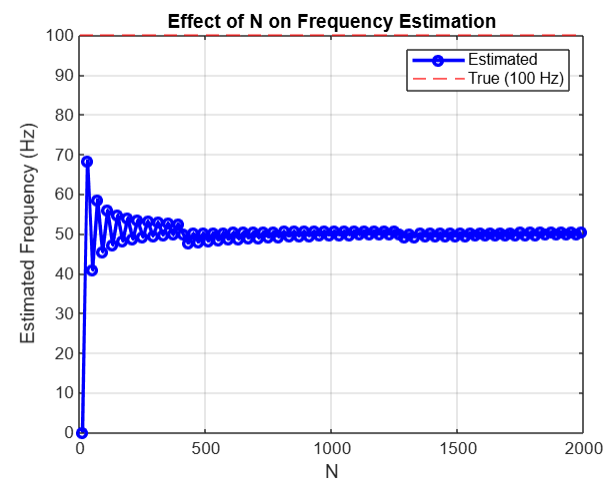 Effect of N on Frequency Estimation
Estimated Frequency (Hz)
100
90
80
70
60
50
40
30
20
10
0
Estimated
True (100 Hz)
0 500 1000 1500 2000
N